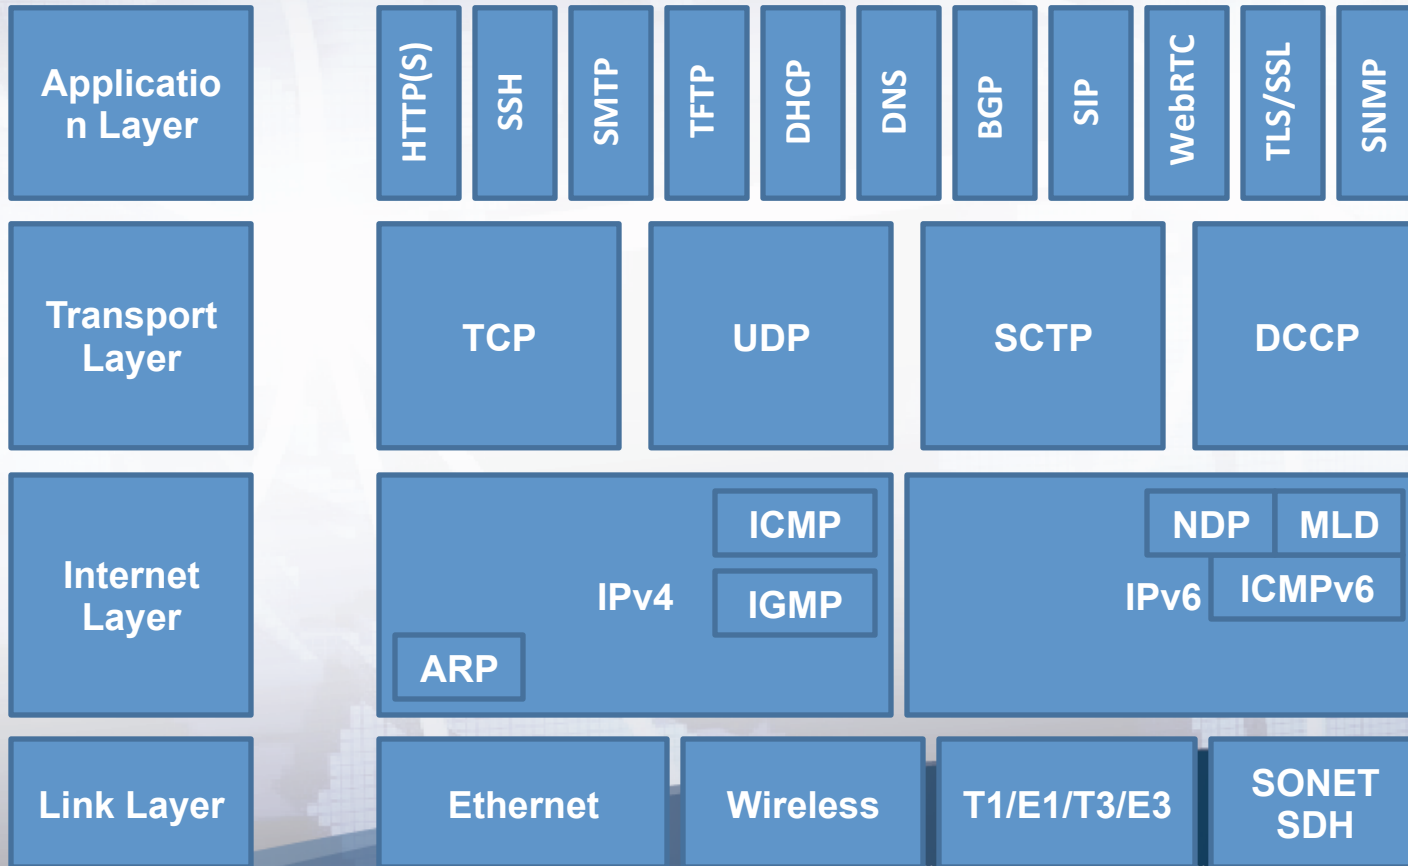 Applicatio
n Layer
HTTP(S)
SSH
SMTP
TFTP
DHCP
DNS
BGP
SIP
WebRTC
TLS/SSL
SNMP
Transport
Layer
TCP
UDP
SCTP
DCCP
Internet
Layer
IPv4
ICMP
IGMP
ARP
IPv6
NDP
MLD
ICMPv6
Link Layer
Ethernet
Wireless
T1/E1/T3/E3
SONET
SDH